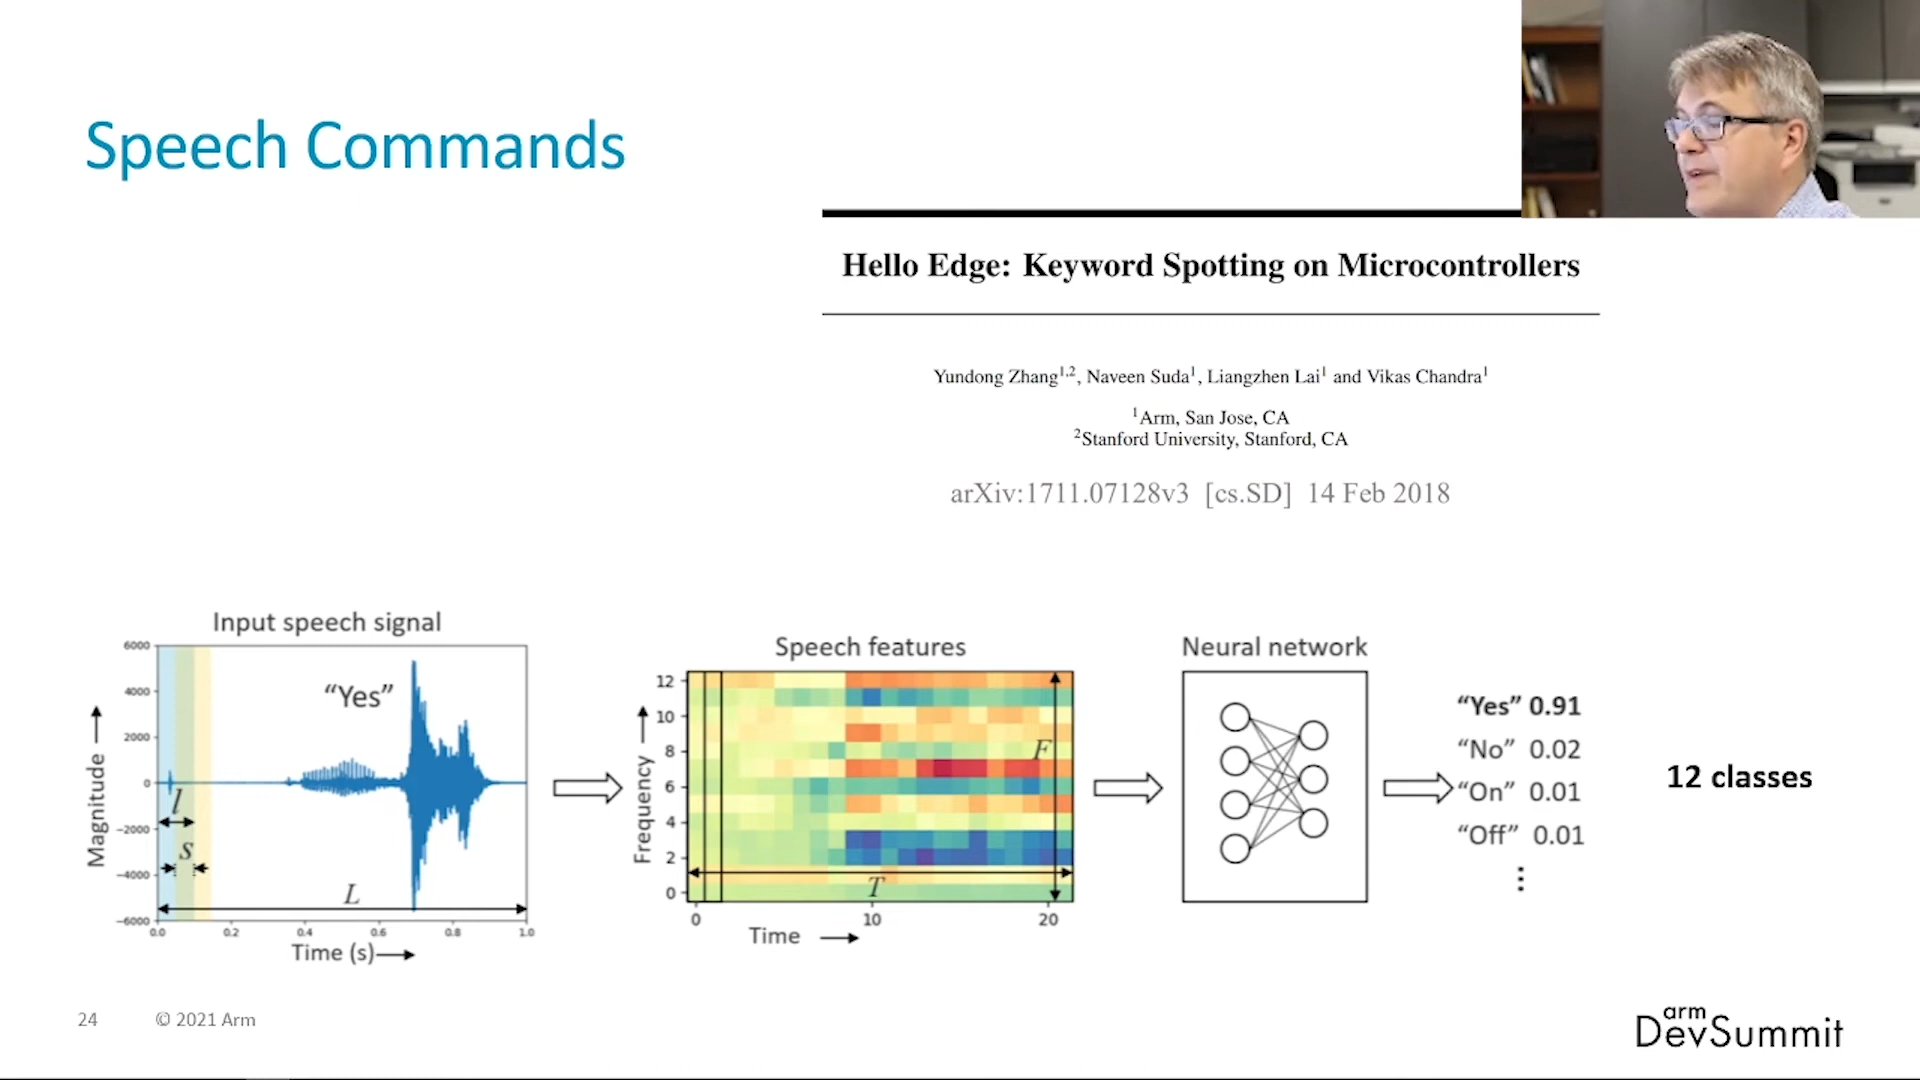 Speech Commands
Hello Edge: Keyword Spotting on Microcontrollers
Yundong Zhang1,2, Naveen Suda1, Liangzhen Lai1 and Vikas Chandra1
1Arm, San Jose, CA
2Stanford University, Stanford, CA
arXiv:1711.07128v3 [cs.SD] 14 Feb 2018
Input speech signal
6000
4000
2000
0
−2000
−4000
−6000
Magnitude
"Yes"
l
s
L
0.0 0.2 0.4 0.6 0.8 1.0
Time (s)
Speech features
12
10
8
6
4
2
0
Frequency
F
T
0 10 20
Time
Neural network
“Yes” 0.91
“No” 0.02
“On” 0.01
“Off” 0.01
⋮
12 classes
24 © 2021 Arm
arm
DevSummit